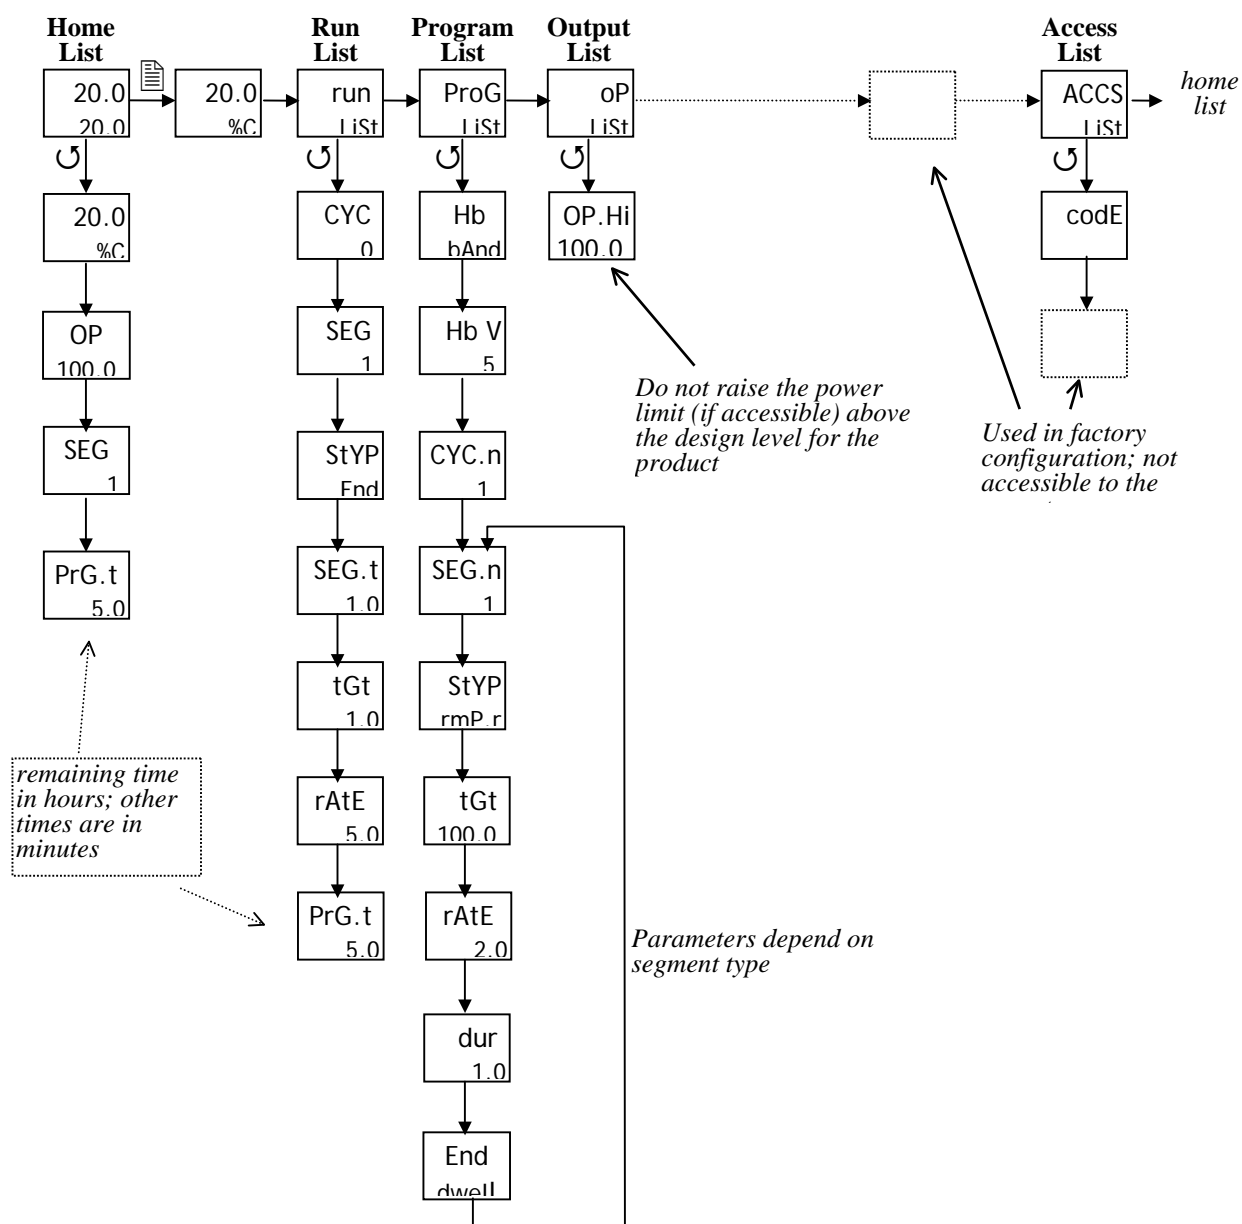 Home
List
Run
List
Program
List
Output
List
Access
List
20.0
20.0
20.0
%C
run
LiSt
ProG
LiSt
oP
LiSt
ACCS
LiSt
home
list
20.0
%C
OP
100.0
SEG
1
PrG.t
5.0
remaining time
in hours; other
times are in
minutes
CYC
0
SEG
1
StYP
End
SEG.t
1.0
tGt
1.0
rAtE
5.0
PrG.t
5.0
Hb
bAnd
Hb V
5
CYC.n
1
SEG.n
1
StYP
rmP.r
tGt
100.0
rAtE
2.0
dur
1.0
End
dwell
Parameters depend on
segment type
OP.Hi
100.0
Do not raise the power
limit (if accessible) above
the design level for the
product
codE
Used in factory
configuration; not
accessible to the